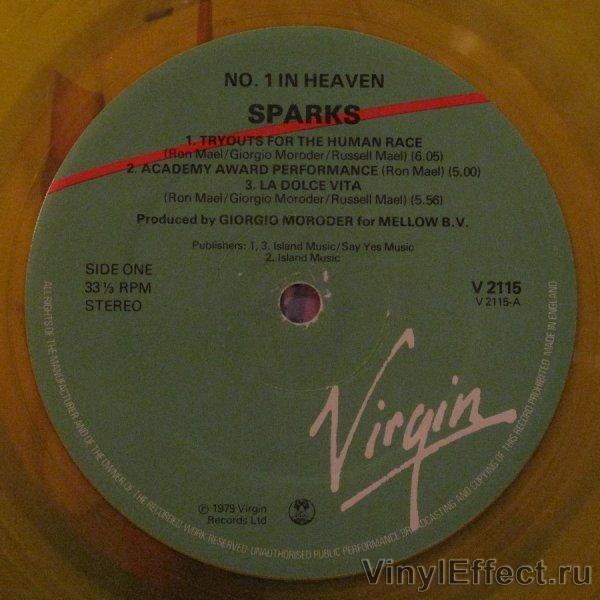 NO. 1 IN HEAVEN
SPARKS
1. TRYOUTS FOR THE HUMAN RACE
(Ron Mael/Giorgio Moroder/Russell Mael) (6.05)
2. ACADEMY AWARD PERFORMANCE (Ron Mael) (5.00)
3. LA DOLCE VITA
(Ron Mael/Giorgio Moroder/Russell Mael) (5.56)
Produced by GIORGIO MORODER for MELLOW B.V.
Publishers: 1, 3. Island Music/Say Yes Music
2. Island Music
SIDE ONE
33⅓ RPM
STEREO
V 2115
V 2115-A
Virgin
℗ 1979 Virgin
Records Ltd
ALL RIGHTS OF THE MANUFACTURER AND OF THE OWNER OF THE RECORDED WORK RESERVED. UNAUTHORISED PUBLIC PERFORMANCE BROADCASTING AND COPYING OF THIS RECORD PROHIBITED. MADE IN ENGLAND
VinylEffect.ru